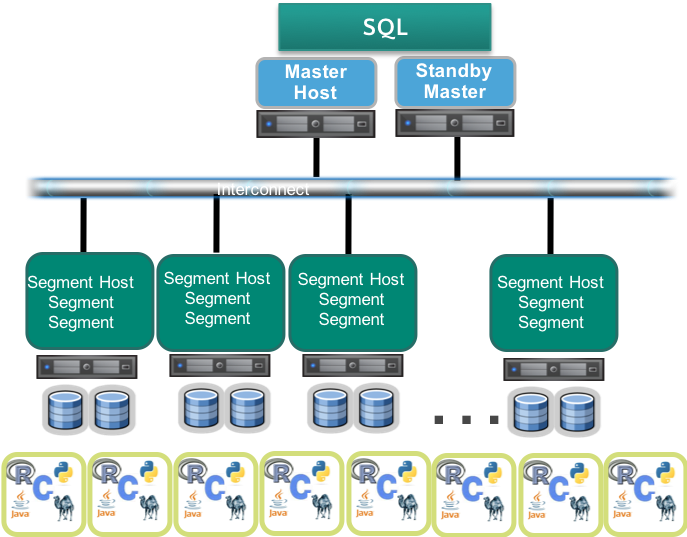 SQL
Master
Host
Standby
Master
Interconnect
Segment Host
Segment
Segment
Segment Host
Segment
Segment
Segment Host
Segment
Segment
Segment Host
Segment
Segment
R
C
Java
R
C
Java
R
C
Java
R
C
Java
R
C
Java
R
C
Java
R
C
Java
R
C
Java